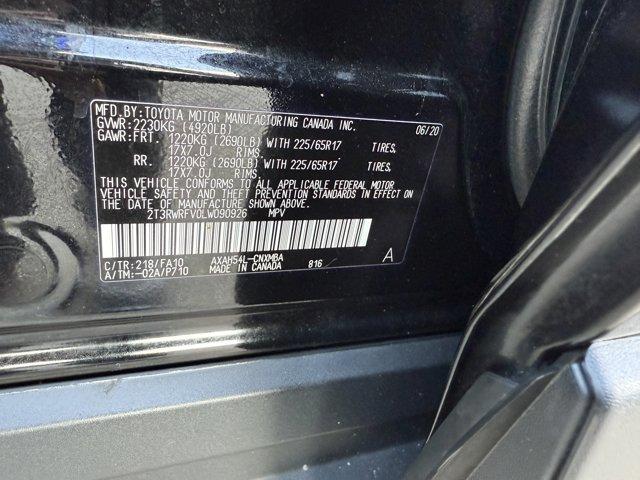 MFD.BY:TOYOTA MOTOR MANUFACTURING CANADA INC. 06/20
GVWR:2230KG (4920LB)
GAWR:FRT. 1220KG (2690LB) WITH 225/65R17 TIRES,
17X7.0J RIMS,
RR. 1220KG (2690LB) WITH 225/65R17 TIRES,
17X7.0J RIMS.
THIS VEHICLE CONFORMS TO ALL APPLICABLE FEDERAL MOTOR
VEHICLE SAFETY AND THEFT PREVENTION STANDARDS IN EFFECT ON
THE DATE OF MANUFACTURE SHOWN ABOVE.
2T3RWRFV0LW090926 MPV
C/TR:218/FA10 AXAH54L-CNXMBA A
A/TM:-02A/P710 MADE IN CANADA 816